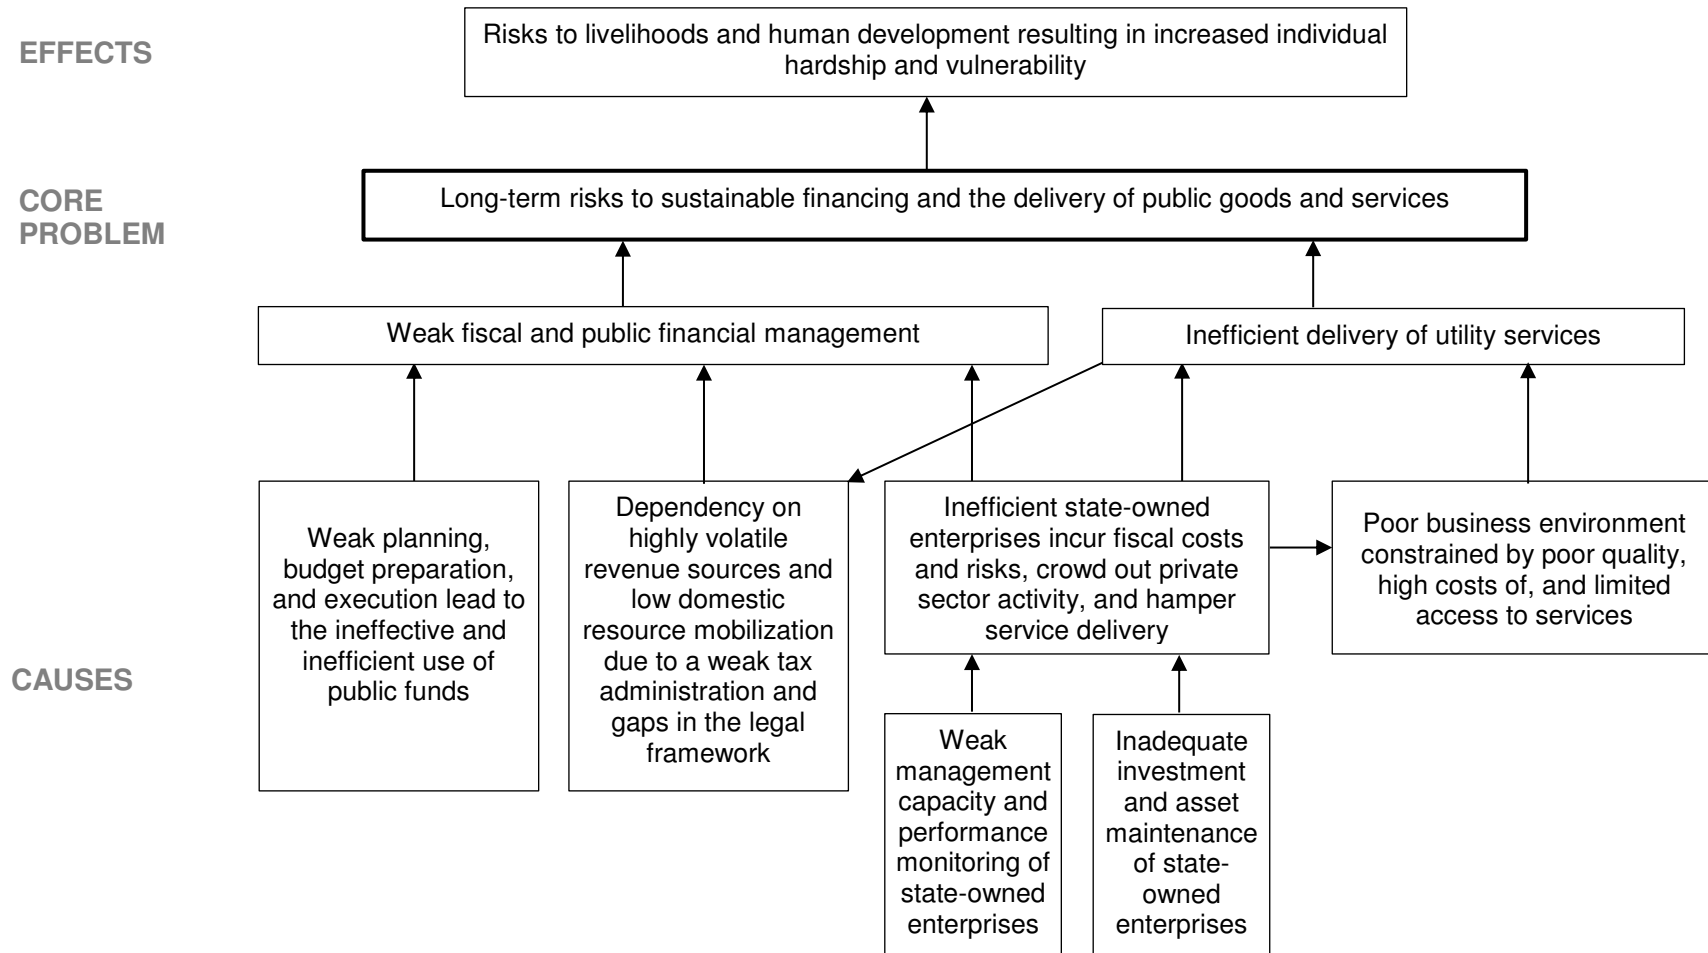 EFFECTS
Risks to livelihoods and human development resulting in increased individual
hardship and vulnerability
CORE
PROBLEM
Long-term risks to sustainable financing and the delivery of public goods and services
Weak fiscal and public financial management
Inefficient delivery of utility services
CAUSES
Weak planning,
budget preparation,
and execution lead to
the ineffective and
inefficient use of
public funds
Dependency on
highly volatile
revenue sources and
low domestic
resource mobilization
due to a weak tax
administration and
gaps in the legal
framework
Inefficient state-owned
enterprises incur fiscal costs
and risks, crowd out private
sector activity, and hamper
service delivery
Poor business environment
constrained by poor quality,
high costs of, and limited
access to services
Weak
management
capacity and
performance
monitoring of
state-owned
enterprises
Inadequate
investment
and asset
maintenance
of state-
owned
enterprises